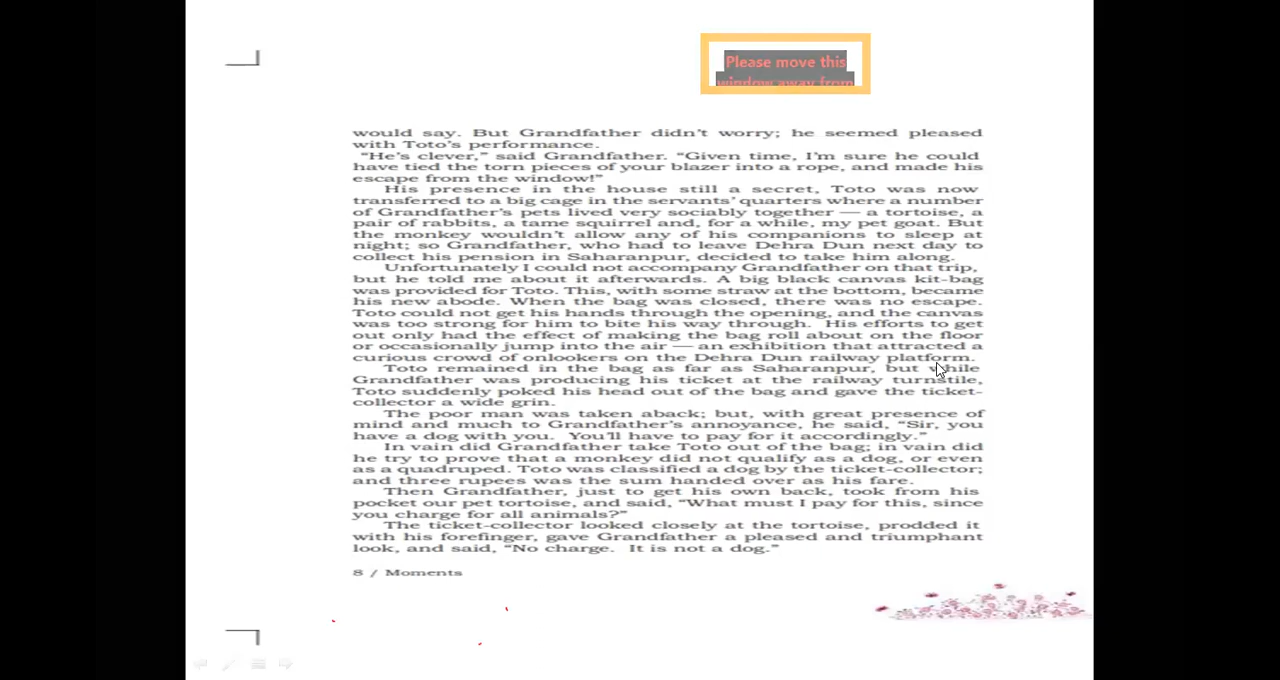 Please move this
window away from
would say. But Grandfather didn't worry; he seemed pleased
with Toto's performance.
"He's clever," said Grandfather. "Given time, I'm sure he could
have tied the torn pieces of your blazer into a rope, and made his
escape from the window!"
His presence in the house still a secret, Toto was now
transferred to a big cage in the servants' quarters where a number
of Grandfather's pets lived very sociably together — a tortoise, a
pair of rabbits, a tame squirrel and, for a while, my pet goat. But
the monkey wouldn't allow any of his companions to sleep at
night; so Grandfather, who had to leave Dehra Dun next day to
collect his pension in Saharanpur, decided to take him along.
Unfortunately I could not accompany Grandfather on that trip,
but he told me about it afterwards. A big black canvas kit-bag
was provided for Toto. This, with some straw at the bottom, became
his new abode. When the bag was closed, there was no escape.
Toto could not get his hands through the opening, and the canvas
was too strong for him to bite his way through. His efforts to get
out only had the effect of making the bag roll about on the floor
or occasionally jump into the air — an exhibition that attracted a
curious crowd of onlookers on the Dehra Dun railway platform.
Toto remained in the bag as far as Saharanpur, but while
Grandfather was producing his ticket at the railway turnstile,
Toto suddenly poked his head out of the bag and gave the ticket-
collector a wide grin.
The poor man was taken aback; but, with great presence of
mind and much to Grandfather's annoyance, he said, "Sir, you
have a dog with you. You'll have to pay for it accordingly."
In vain did Grandfather take Toto out of the bag; in vain did
he try to prove that a monkey did not qualify as a dog, or even
as a quadruped. Toto was classified a dog by the ticket-collector;
and three rupees was the sum handed over as his fare.
Then Grandfather, just to get his own back, took from his
pocket our pet tortoise, and said, "What must I pay for this, since
you charge for all animals?"
The ticket-collector looked closely at the tortoise, prodded it
with his forefinger, gave Grandfather a pleased and triumphant
look, and said, "No charge. It is not a dog."
8 / Moments